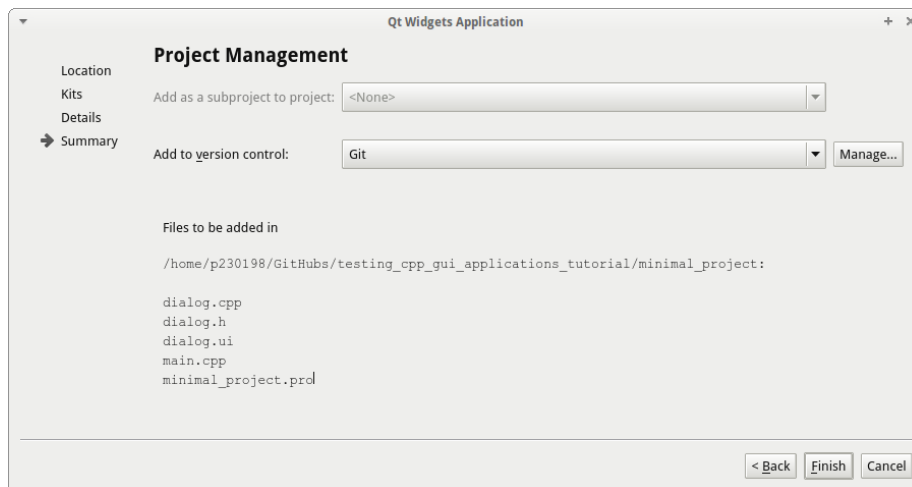 Qt Widgets Application
Location
Kits
Details
Summary
Project Management
Add as a subproject to project: <None>
Add to version control: Git Manage...
Files to be added in
/home/p230198/GitHubs/testing_cpp_gui_applications_tutorial/minimal_project:
dialog.cpp
dialog.h
dialog.ui
main.cpp
minimal_project.pro
< Back Finish Cancel